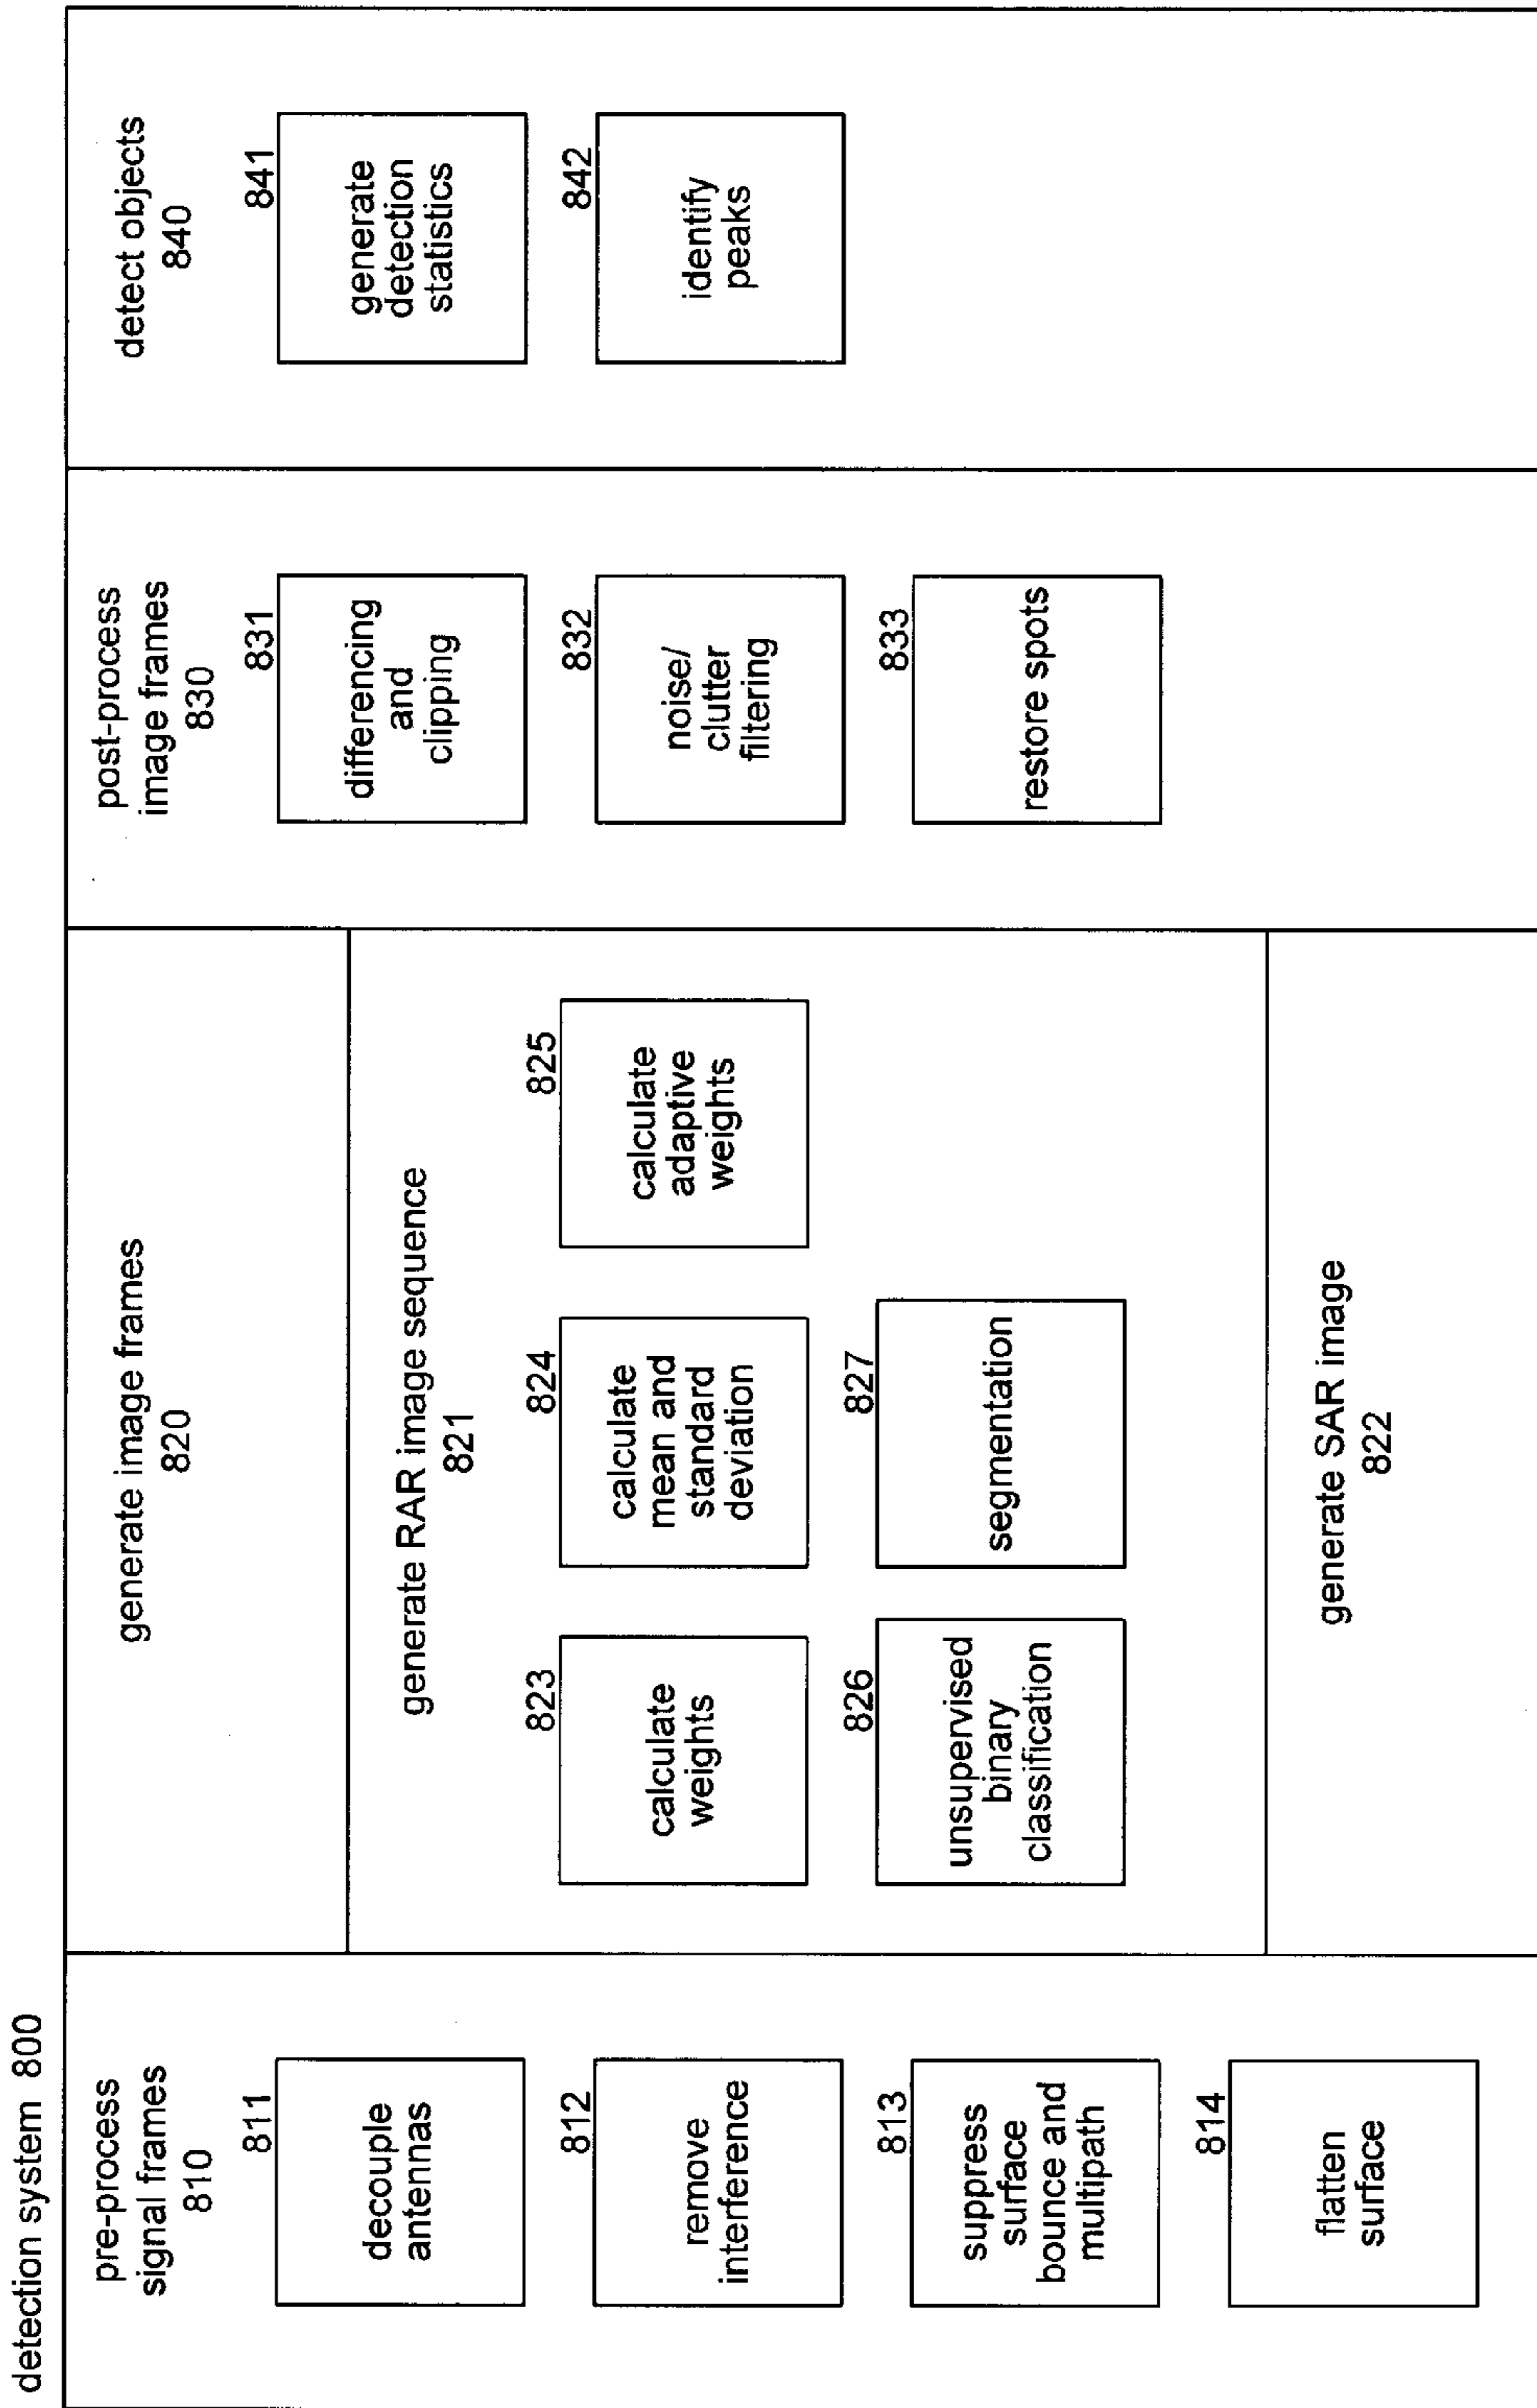 detection system 800
pre-process
signal frames
810
811
decouple
antennas
812
remove
interference
813
suppress
surface
bounce and
multipath
814
flatten
surface
generate image frames
820
generate RAR image sequence
821
823
calculate
weights
824
calculate
mean and
standard
deviation
825
calculate
adaptive
weights
826
unsupervised
binary
classification
827
segmentation
generate SAR image
822
post-process
image frames
830
831
differencing
and
clipping
832
noise/
clutter
filtering
833
restore spots
detect objects
840
841
generate
detection
statistics
842
identify
peaks